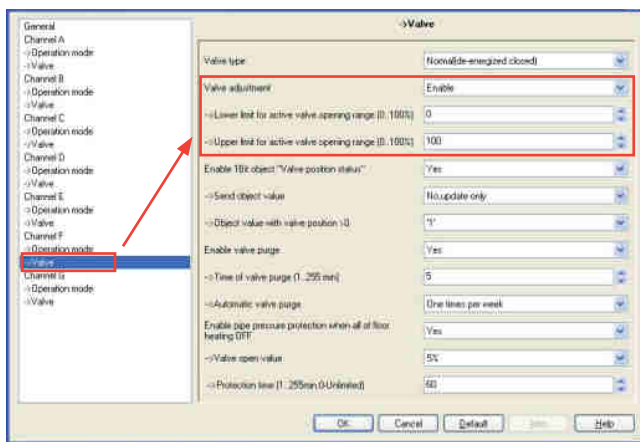 General
Channel A
->Operation mode
->Valve
Channel B
->Operation mode
->Valve
Channel C
->Operation mode
->Valve
Channel D
->Operation mode
->Valve
Channel E
->Operation mode
->Valve
Channel F
->Operation mode
->Valve
Channel G
->Operation mode
->Valve
->Valve
Valve type
Normal(de-energized closed)
Valve adjustment
Enable
->Lower limit for active valve opening range (0..100%)
0
->Upper limit for active valve opening range (0..100%)
100
Enable 1Bit object "Valve position status"
Yes
->Send object value
No,update only
->Object value with valve position >0
'1'
Enable valve purge
Yes
->Time of valve purge (1..255 min)
5
->Automatic valve purge
One times per week
Enable pipe pressure protection when all of floor
heating OFF
Yes
->Valve open value
5%
->Protection time (1..255min,0-Unlimited)
60
OK
Cancel
Default
Help